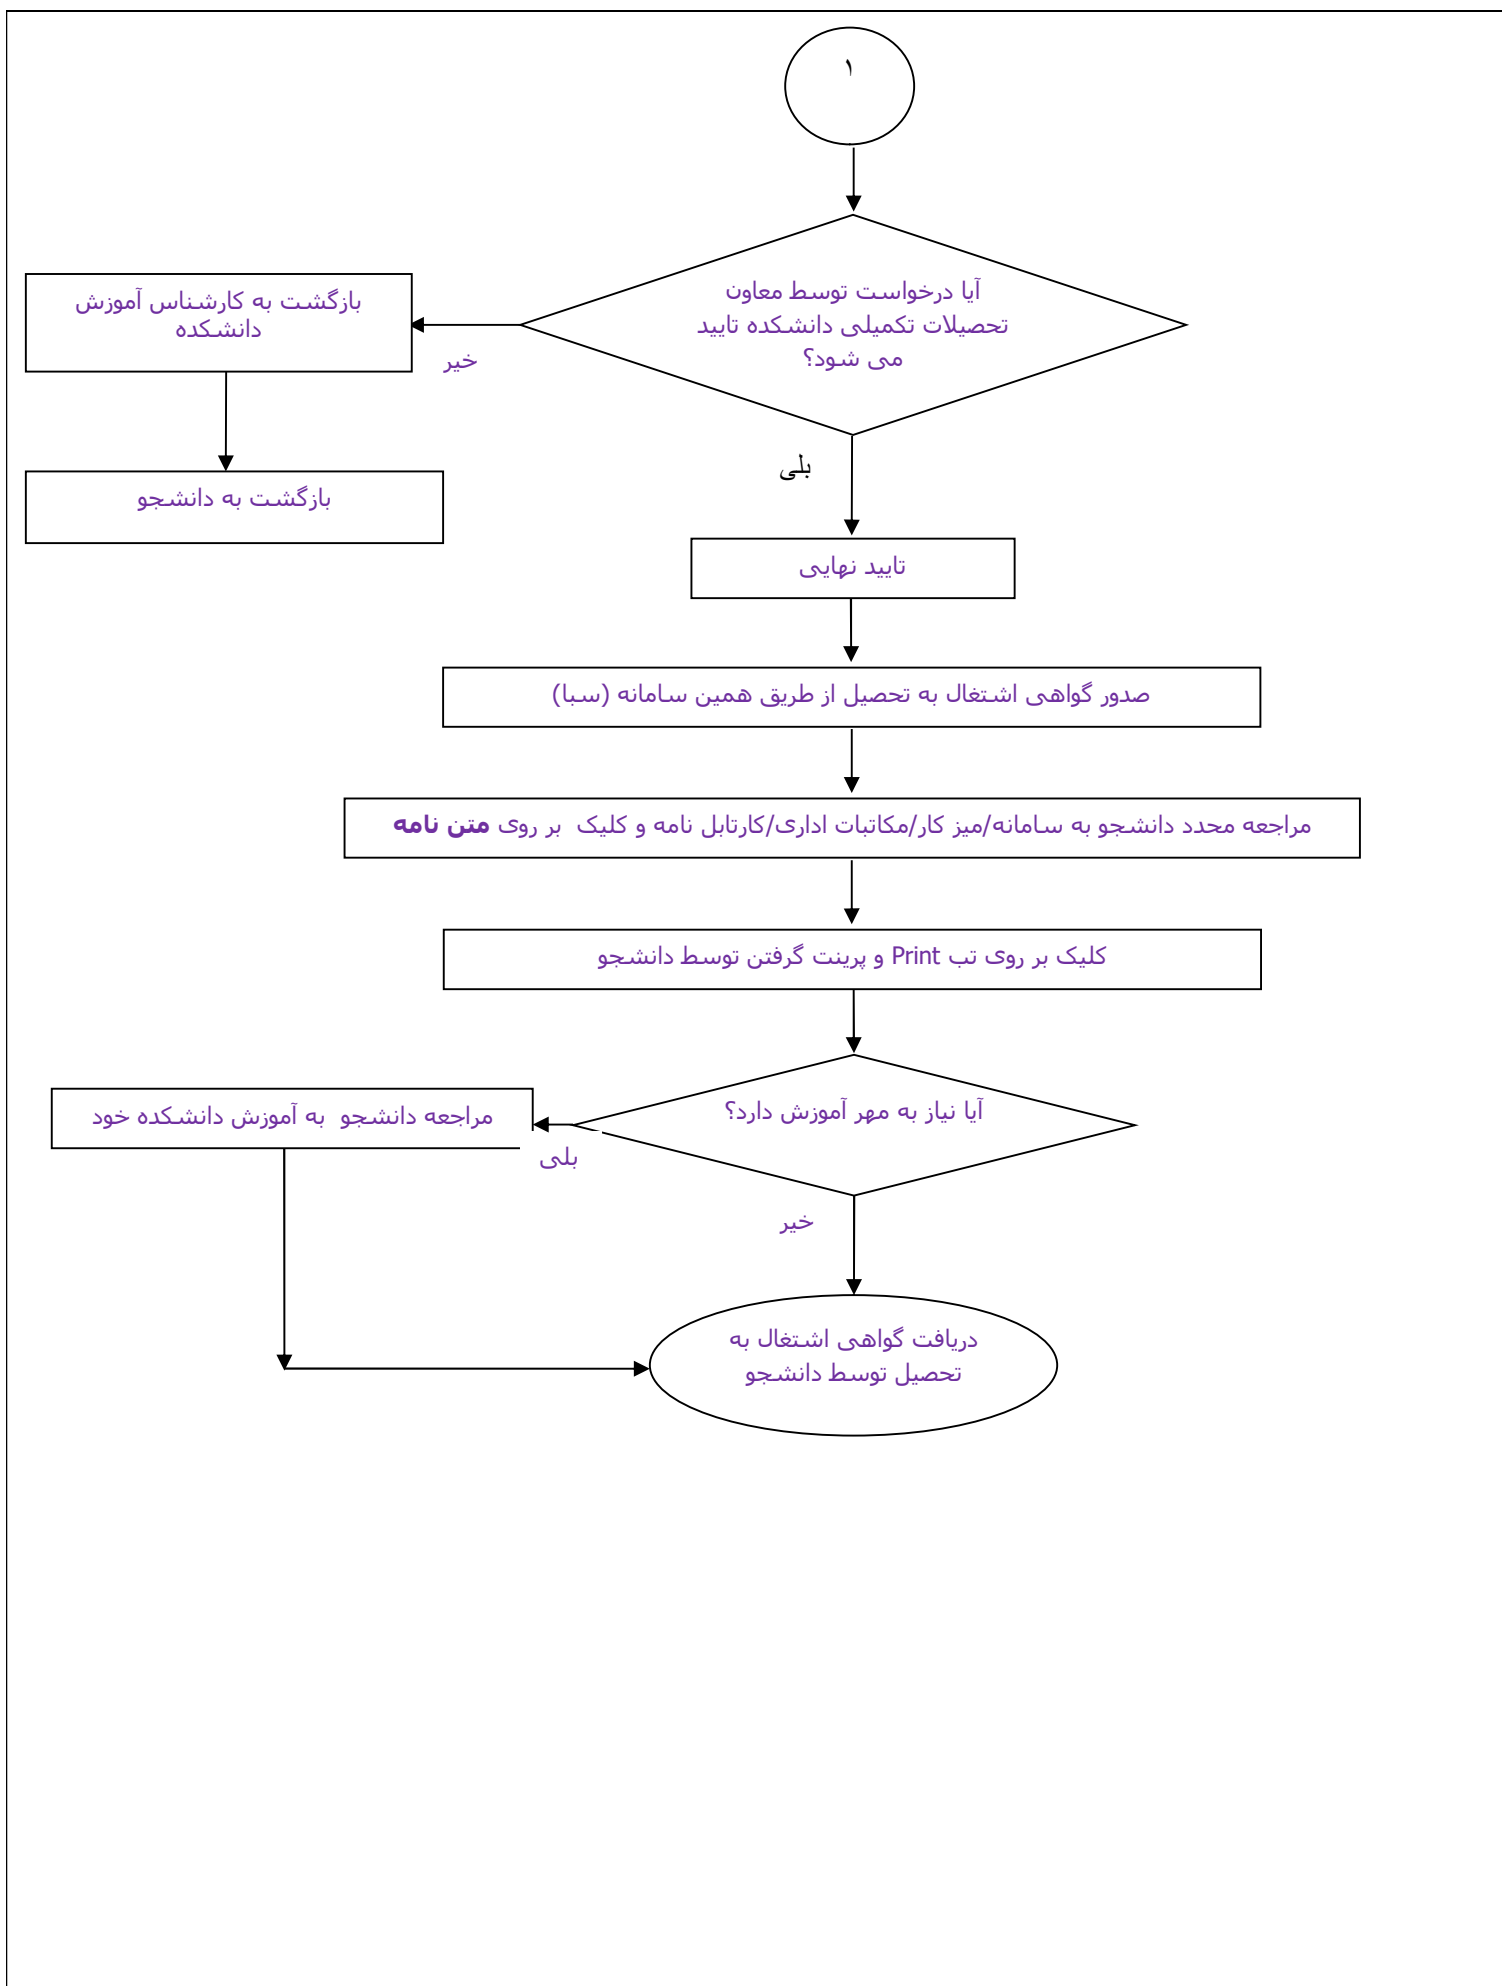 ۱
آیا درخواست توسط معاون
تحصیلات تکمیلی دانشکده تایید
می شود؟
بازگشت به کارشناس آموزش
دانشکده
خیر
بلی
بازگشت به دانشجو
تایید نهایی
صدور گواهی اشتغال به تحصیل از طریق همین سامانه (سبا)
مراجعه محدد دانشجو به سامانه/میز کار/مکاتبات اداری/کارتابل نامه و کلیک بر روی متن نامه
کلیک بر روی تب Print و پرینت گرفتن توسط دانشجو
آیا نیاز به مهر آموزش دارد؟
مراجعه دانشجو به آموزش دانشکده خود
بلی
خیر
دریافت گواهی اشتغال به
تحصیل توسط دانشجو